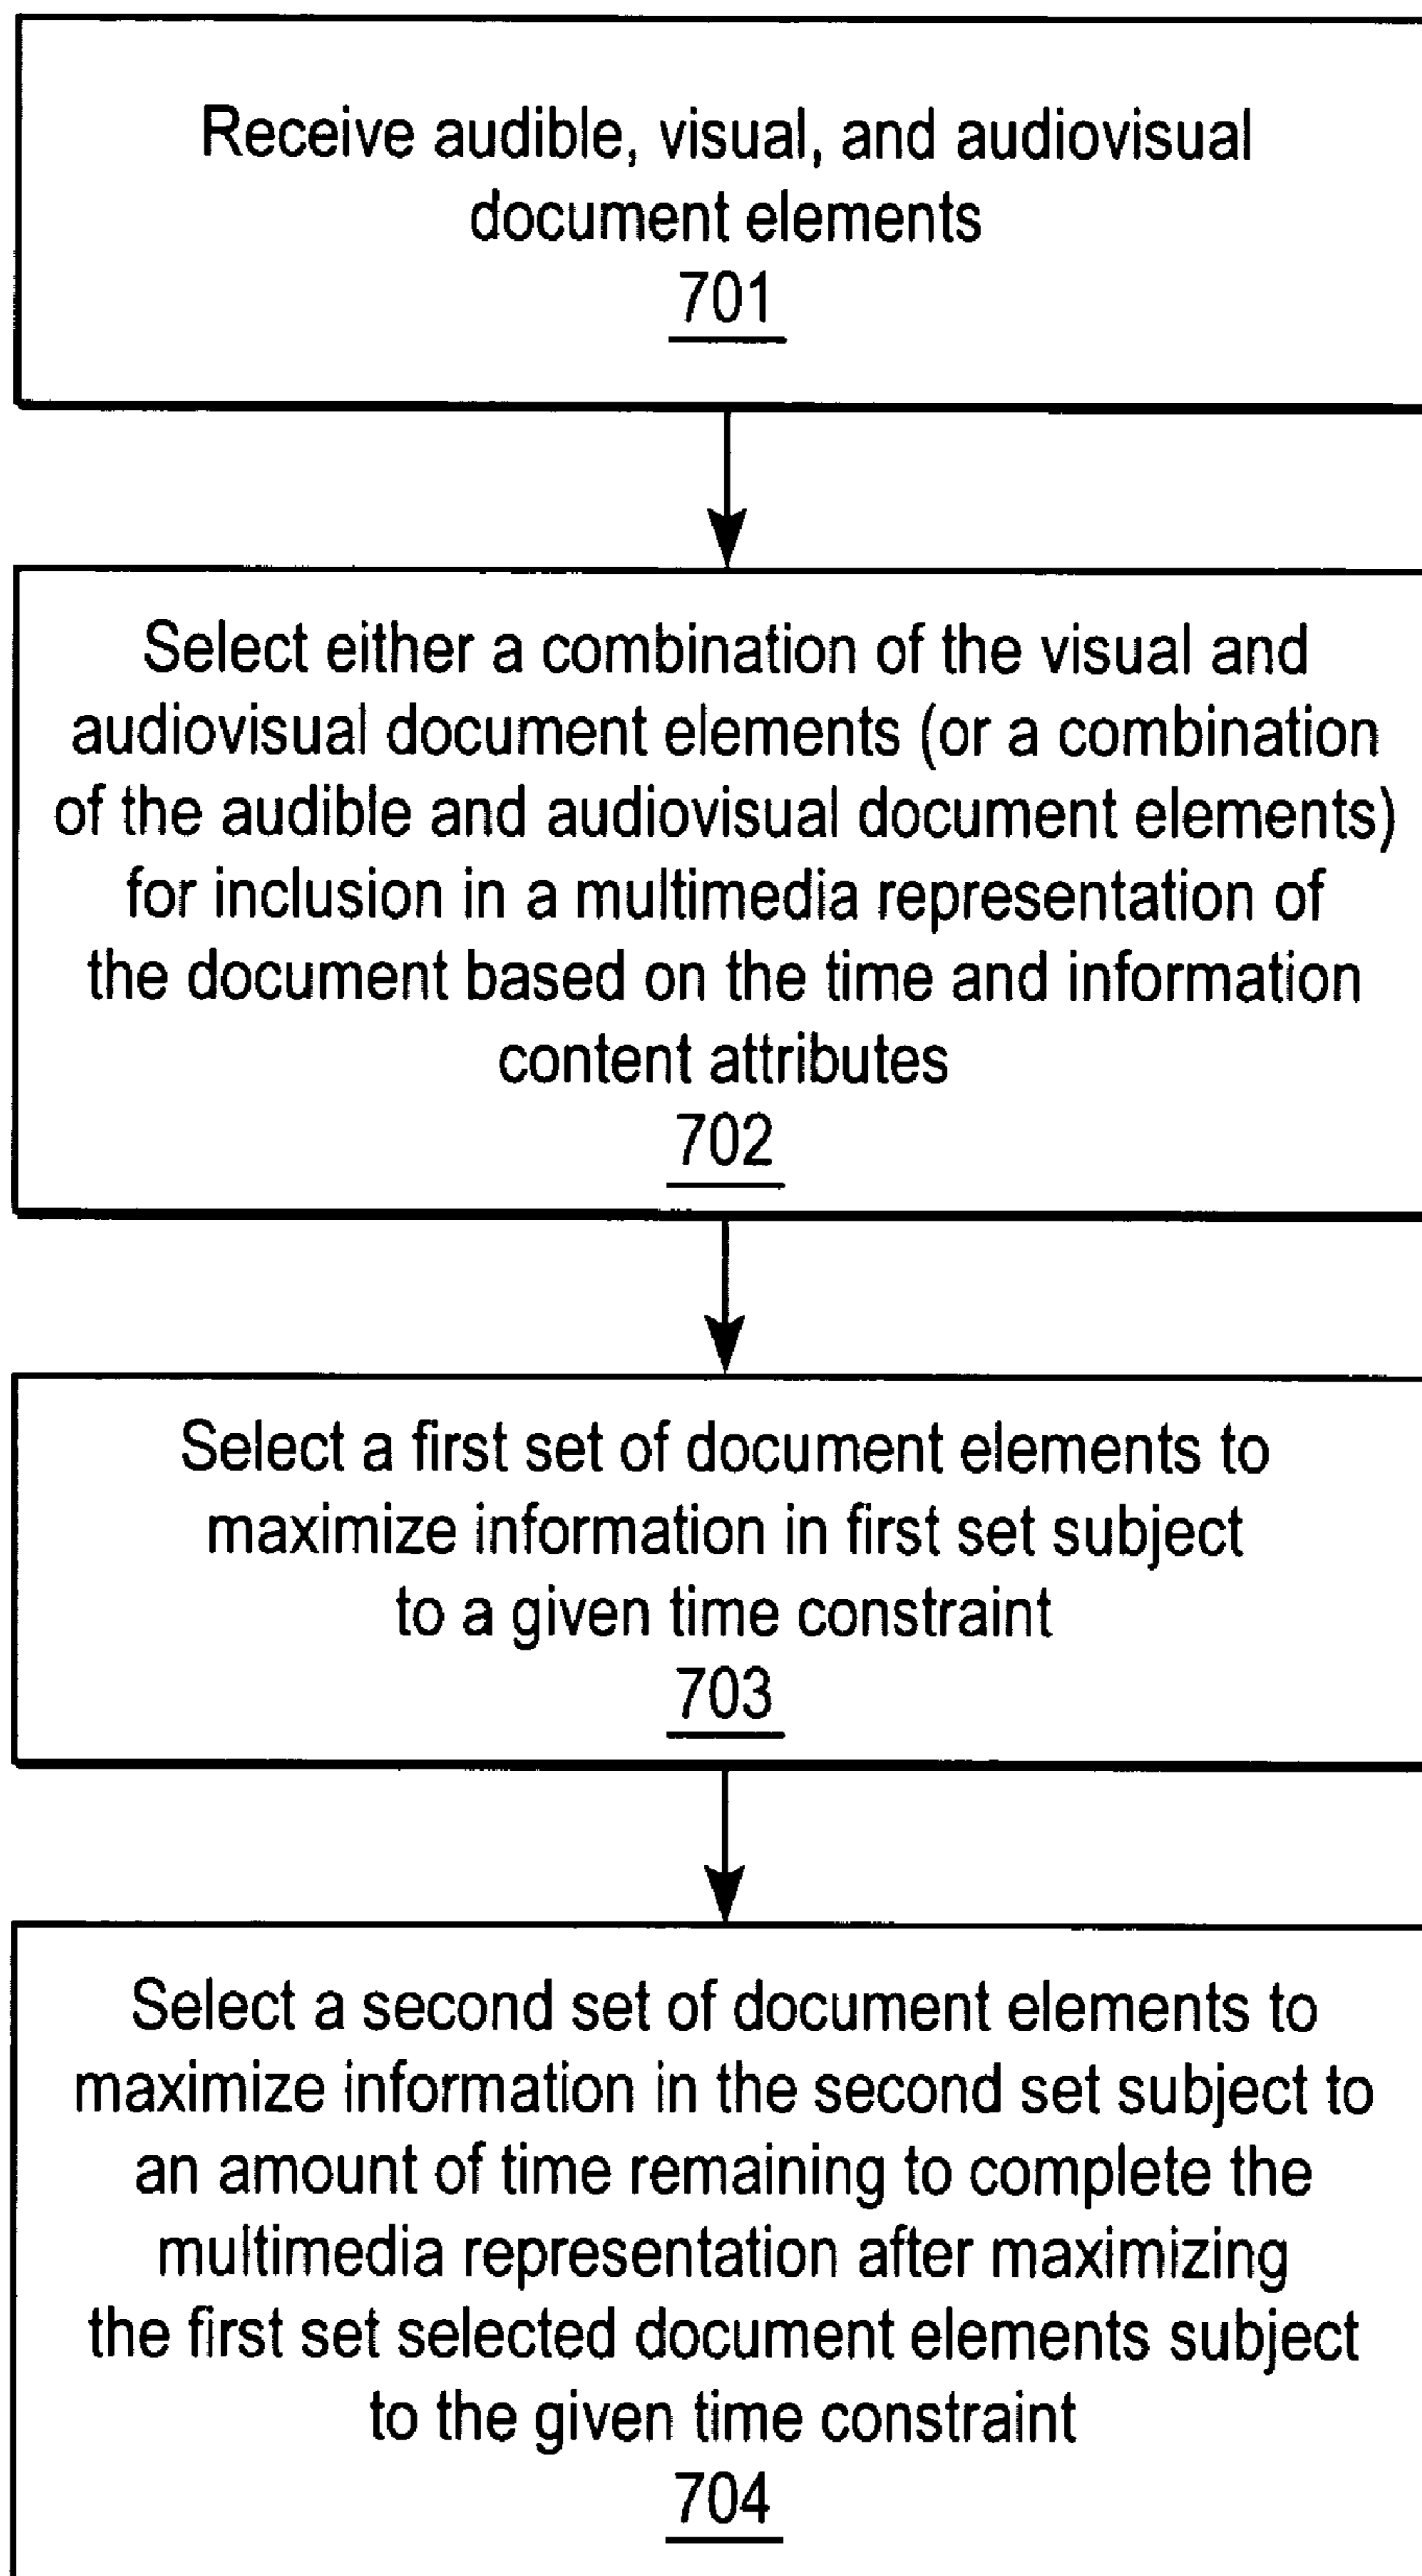 Receive audible, visual, and audiovisual
document elements
701
Select either a combination of the visual and
audiovisual document elements (or a combination
of the audible and audiovisual document elements)
for inclusion in a multimedia representation of
the document based on the time and information
content attributes
702
Select a first set of document elements to
maximize information in first set subject
to a given time constraint
703
Select a second set of document elements to
maximize information in the second set subject to
an amount of time remaining to complete the
multimedia representation after maximizing
the first set selected document elements subject
to the given time constraint
704